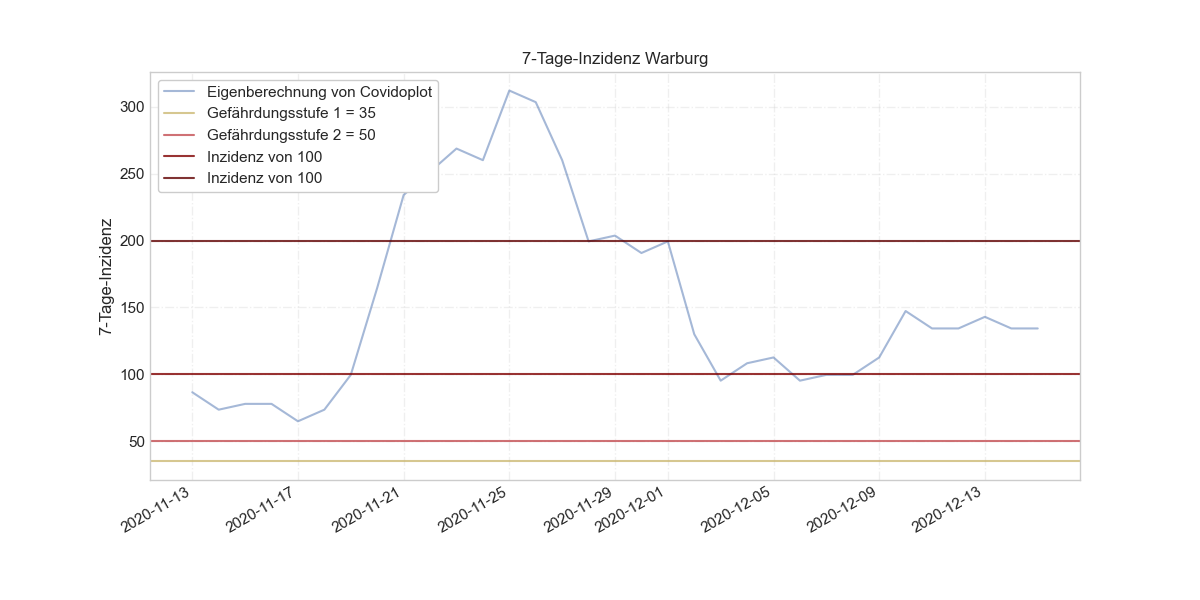 7-Tage-Inzidenz Warburg
Eigenberechnung von Covidoplot
Gefährdungsstufe 1 = 35
Gefährdungsstufe 2 = 50
Inzidenz von 100
Inzidenz von 100
7-Tage-Inzidenz
300
250
200
150
100
50
2020-11-13
2020-11-17
2020-11-21
2020-11-25
2020-11-29
2020-12-01
2020-12-05
2020-12-09
2020-12-13